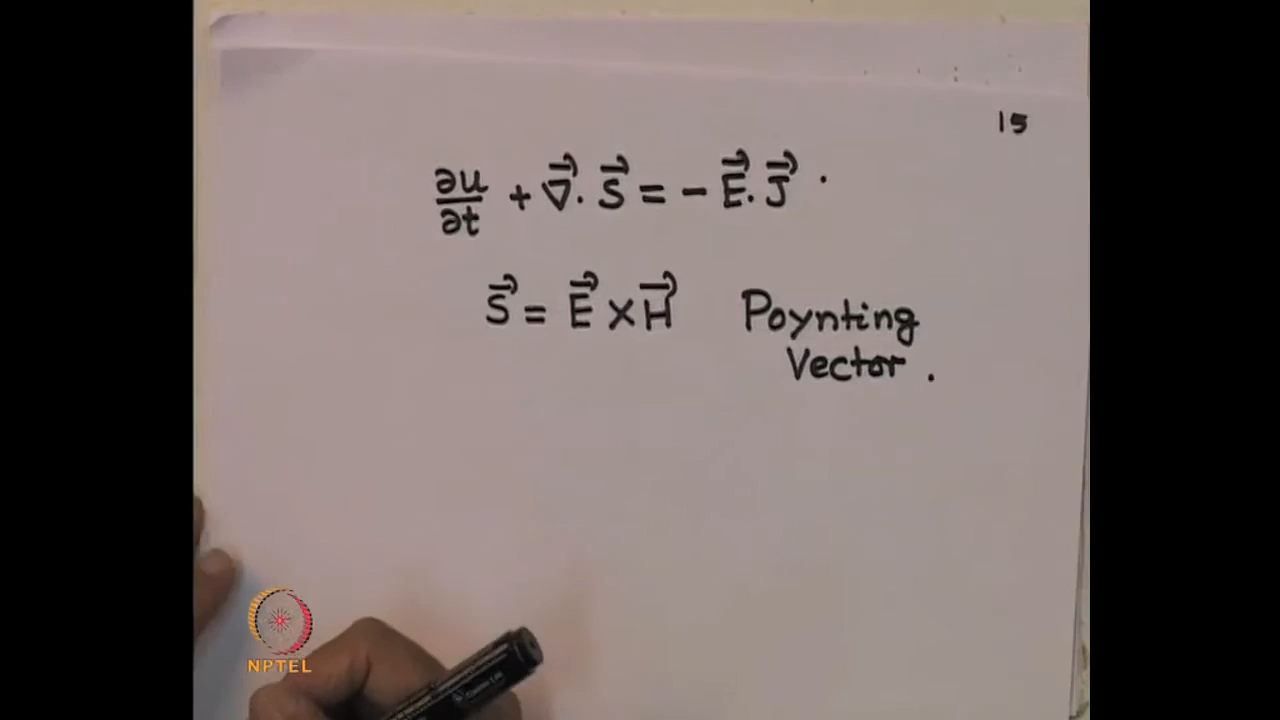 15
∂u/∂t + ∇⃗ · S⃗ = - E⃗ · J⃗ .
S⃗ = E⃗ × H⃗ Poynting
Vector .
NPTEL